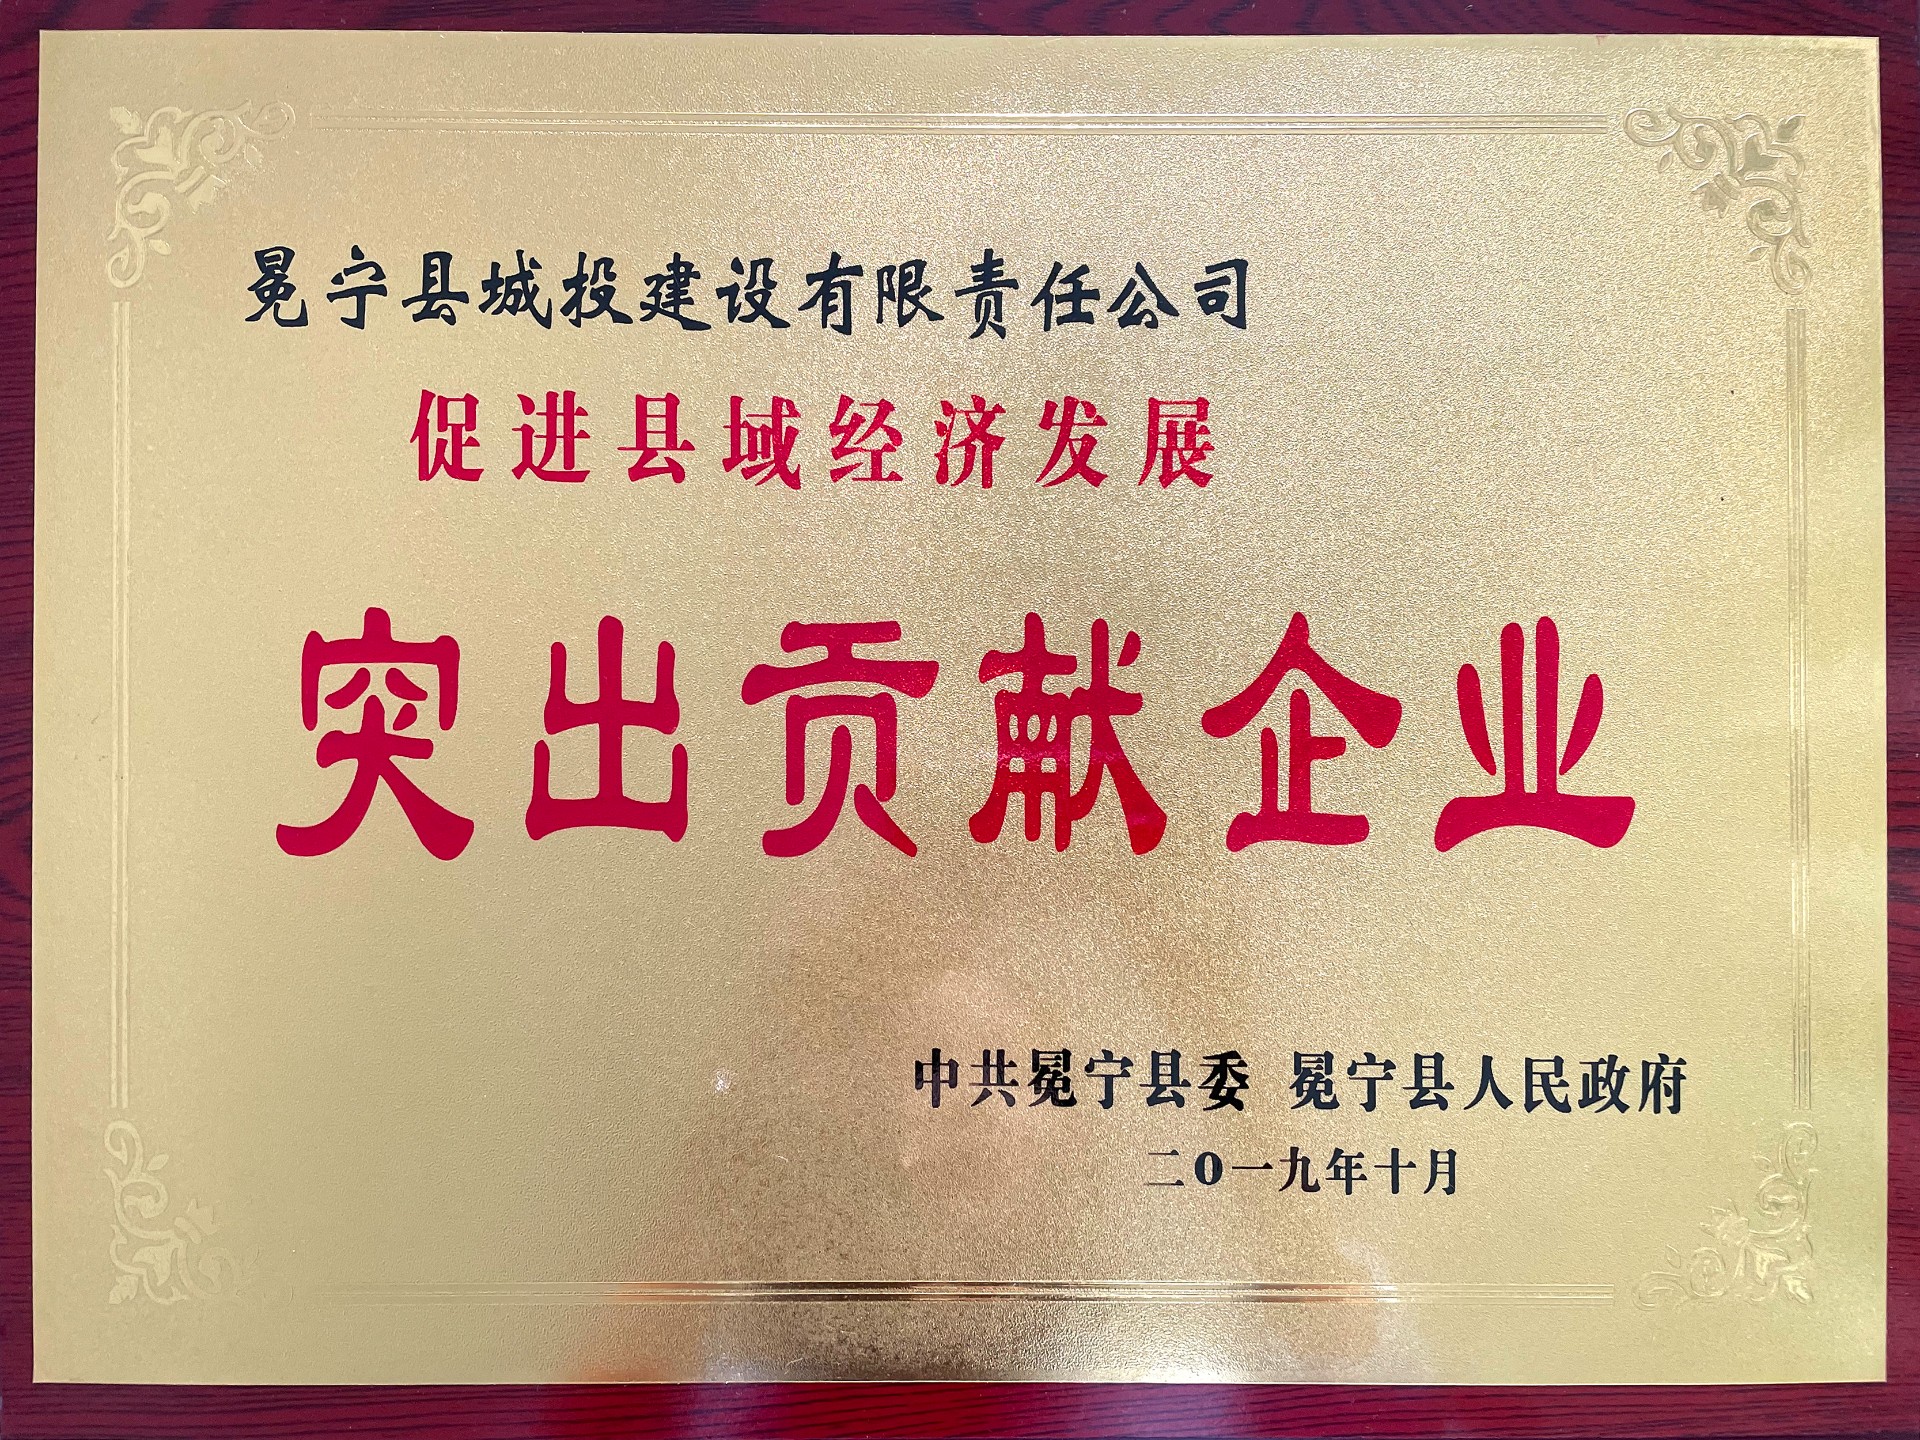 冕宁县城投建设有限责任公司
促进县域经济发展
突出贡献企业
中共冕宁县委 冕宁县人民政府
二0一九年十月